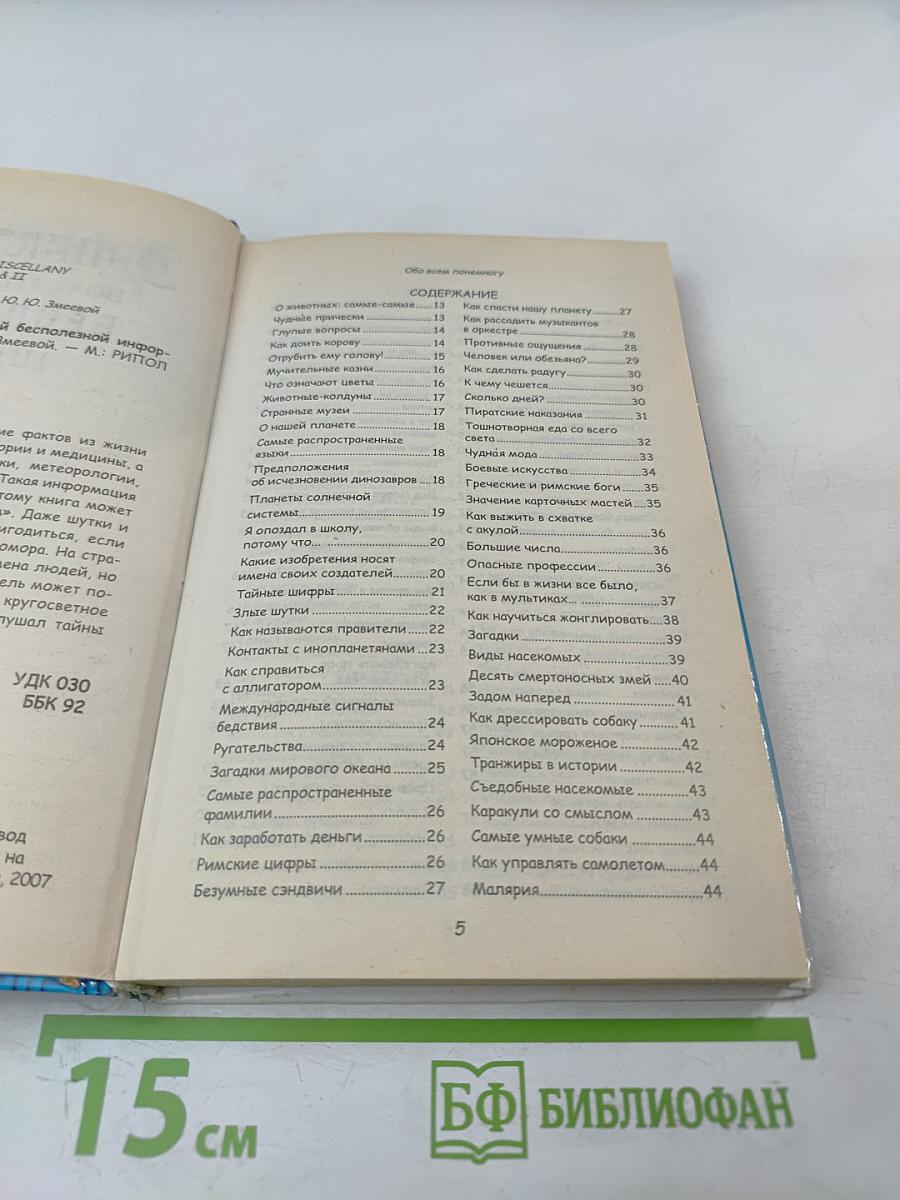 ISCELLANY
& II
Ю. Ю. Змеевой
й бесполезной инфор-
Змеевой. — М.: РИПОЛ
ие фактов из жизни
ории и медицины, а
ки, метеорологии,
Такая информация
тому книга может
». Даже шутки и
игодиться, если
омора. На стра-
мена людей, но
ель может по-
кругосветное
лушал тайны
УДК 030
ББК 92
вод
на
, 2007
Обо всем понемногу
СОДЕРЖАНИЕ
О животных: самые-самые......13
Чудные прически ................13
Глупые вопросы .................14
Как доить корову ................14
Отрубить ему голову!............15
Мучительные казни...............16
Что означают цветы .............16
Животные-колдуны................17
Странные музеи .................17
О нашей планете ................18
Самые распространенные
языки...........................18
Предположения
об исчезновении динозавров ...18
Планеты солнечной
системы.........................19
Я опоздал в школу,
потому что... ..................20
Какие изобретения носят
имена своих создателей..........20
Тайные шифры ...................21
Злые шутки .....................22
Как называются правители ......22
Контакты с инопланетянами ...23
Как справиться
с аллигатором...................23
Международные сигналы
бедствия .......................24
Ругательства....................24
Загадки мирового океана ........25
Самые распространенные
фамилии ........................26
Как заработать деньги...........26
Римские цифры ..................26
Безумные сэндвичи ..............27
Как спасти нашу планету.........27
Как рассадить музыкантов
в оркестре .....................28
Противные ощущения .............28
Человек или обезьяна?...........29
Как сделать радугу..............30
К чему чешется..................30
Сколько дней? ..................30
Пиратские наказания ............31
Тошнотворная еда со всего
света...........................32
Чудная мода.....................33
Боевые искусства................34
Греческие и римские боги......35
Значение карточных мастей....35
Как выжить в схватке
с акулой........................36
Большие числа...................36
Опасные профессии ..............36
Если бы в жизни все было,
как в мультиках... .............37
Как научиться жонглировать....38
Загадки ........................39
Виды насекомых .................39
Десять смертоносных змей .....40
Задом наперед ..................41
Как дрессировать собаку ........41
Японское мороженое .............42
Транжиры в истории .............42
Съедобные насекомые ............43
Каракули со смыслом ............43
Самые умные собаки .............44
Как управлять самолетом.......44
Малярия.........................44
5
15 см
БФ БИБЛИОФАН